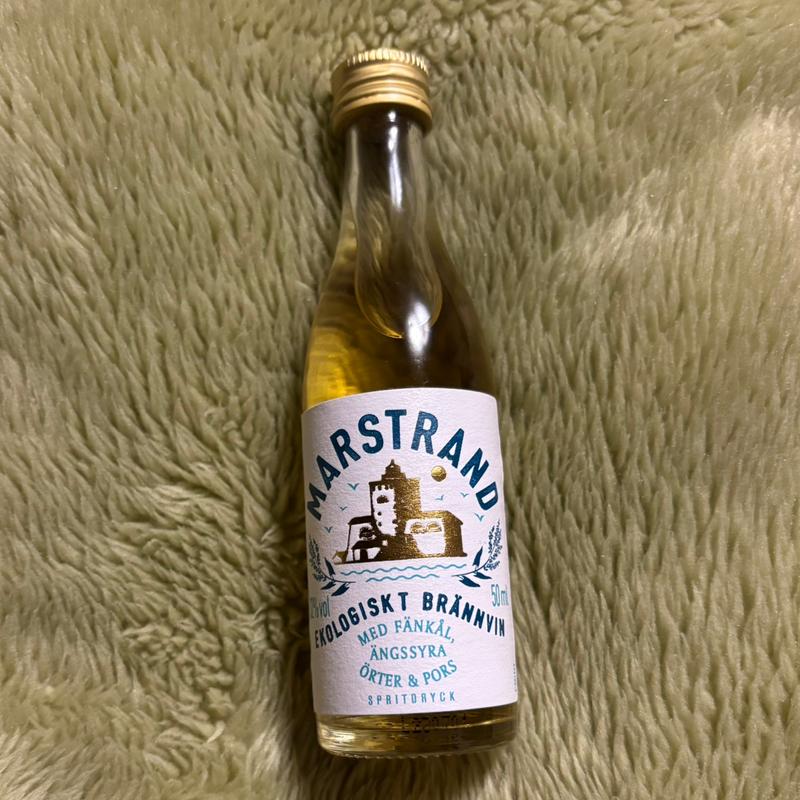 MARSTRAND
50 ml
EKOLOGISKT BRÄNNVIN
MED FÄNKÅL,
ÄNGSSYRA
ÖRTER & PORS
SPRITDRYCK